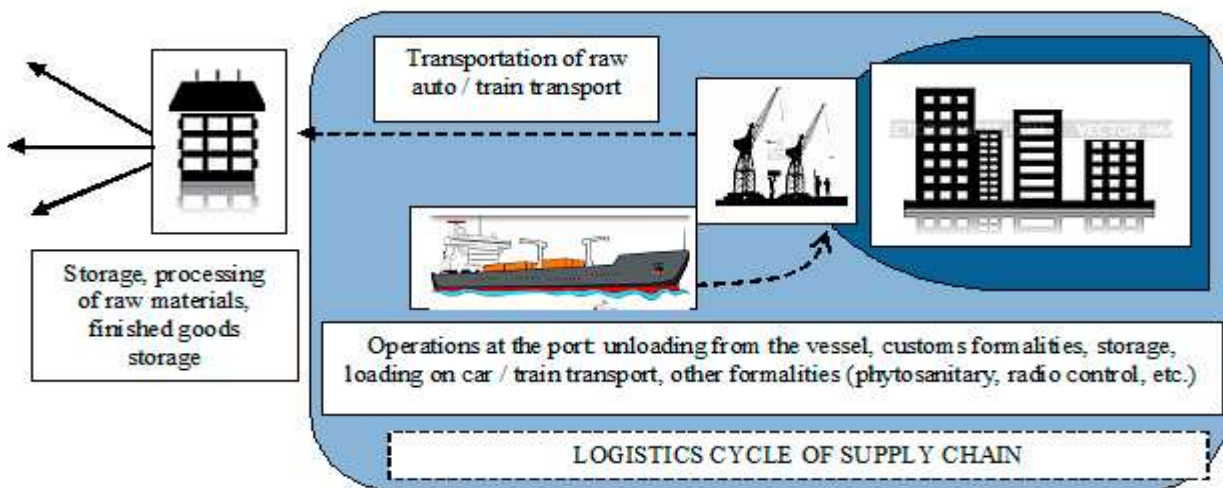 Transportation of raw
auto / train transport
Storage, processing
of raw materials,
finished goods
storage
Operations at the port: unloading from the vessel, customs formalities, storage,
loading on car / train transport, other formalities (phytosanitary, radio control, etc.)
LOGISTICS CYCLE OF SUPPLY CHAIN